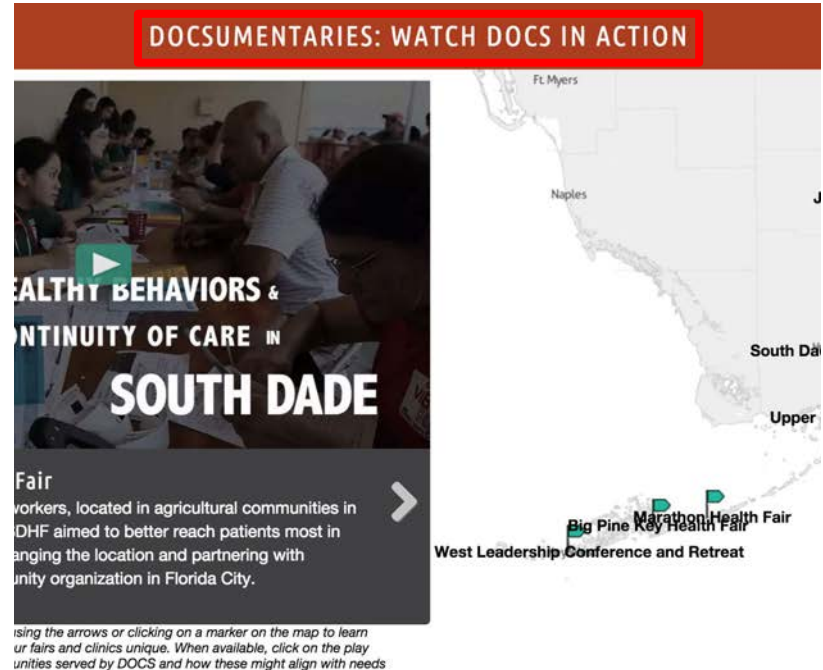 DOCSUMENTARIES: WATCH DOCS IN ACTION
Ft. Myers
Naples
J
EALTHY BEHAVIORS &
ONTINUITY OF CARE IN
SOUTH DADE
South Da
Upper
Fair
workers, located in agricultural communities in
DHF aimed to better reach patients most in
anging the location and partnering with
unity organization in Florida City.
Marathon Health Fair
Big Pine Key Health Fair
West Leadership Conference and Retreat
using the arrows or clicking on a marker on the map to learn
ur fairs and clinics unique. When available, click on the play
unities served by DOCS and how these might align with needs